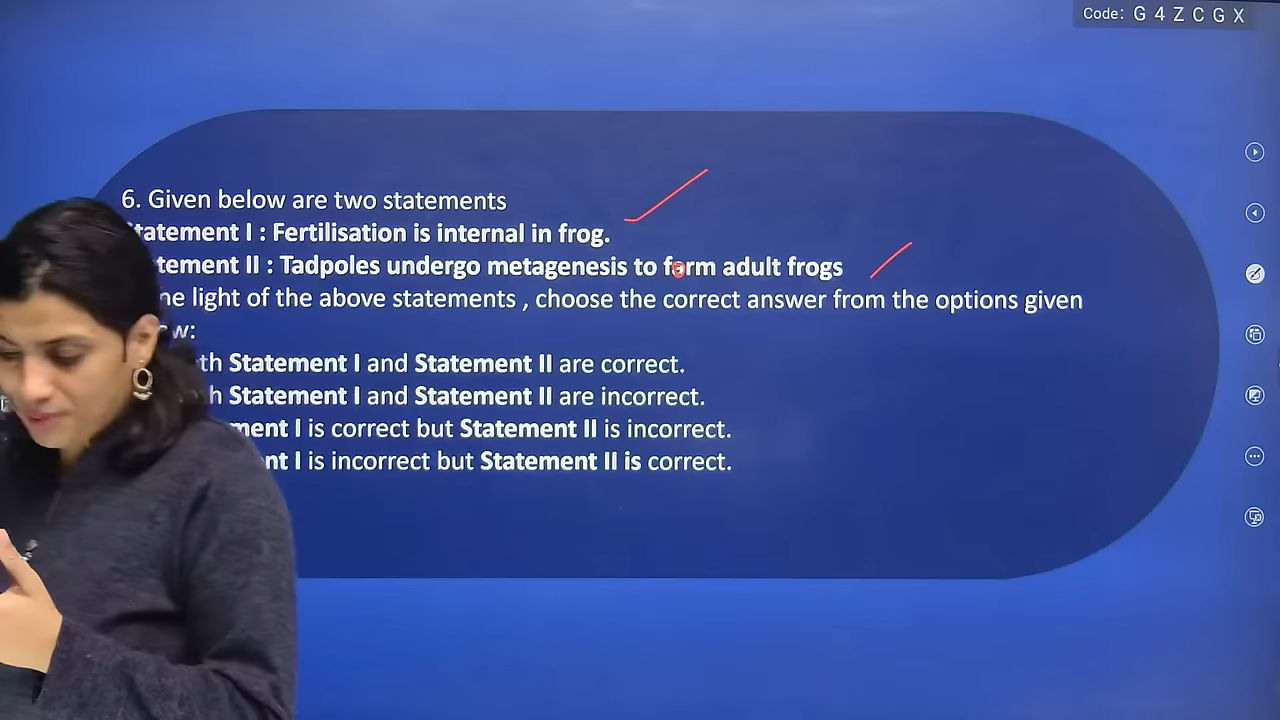 Code: G 4 Z C G X
6. Given below are two statements
tatement I : Fertilisation is internal in frog.
tement II : Tadpoles undergo metagenesis to form adult frogs
ne light of the above statements , choose the correct answer from the options given
w:
th Statement I and Statement II are correct.
h Statement I and Statement II are incorrect.
ment I is correct but Statement II is incorrect.
nt I is incorrect but Statement II is correct.